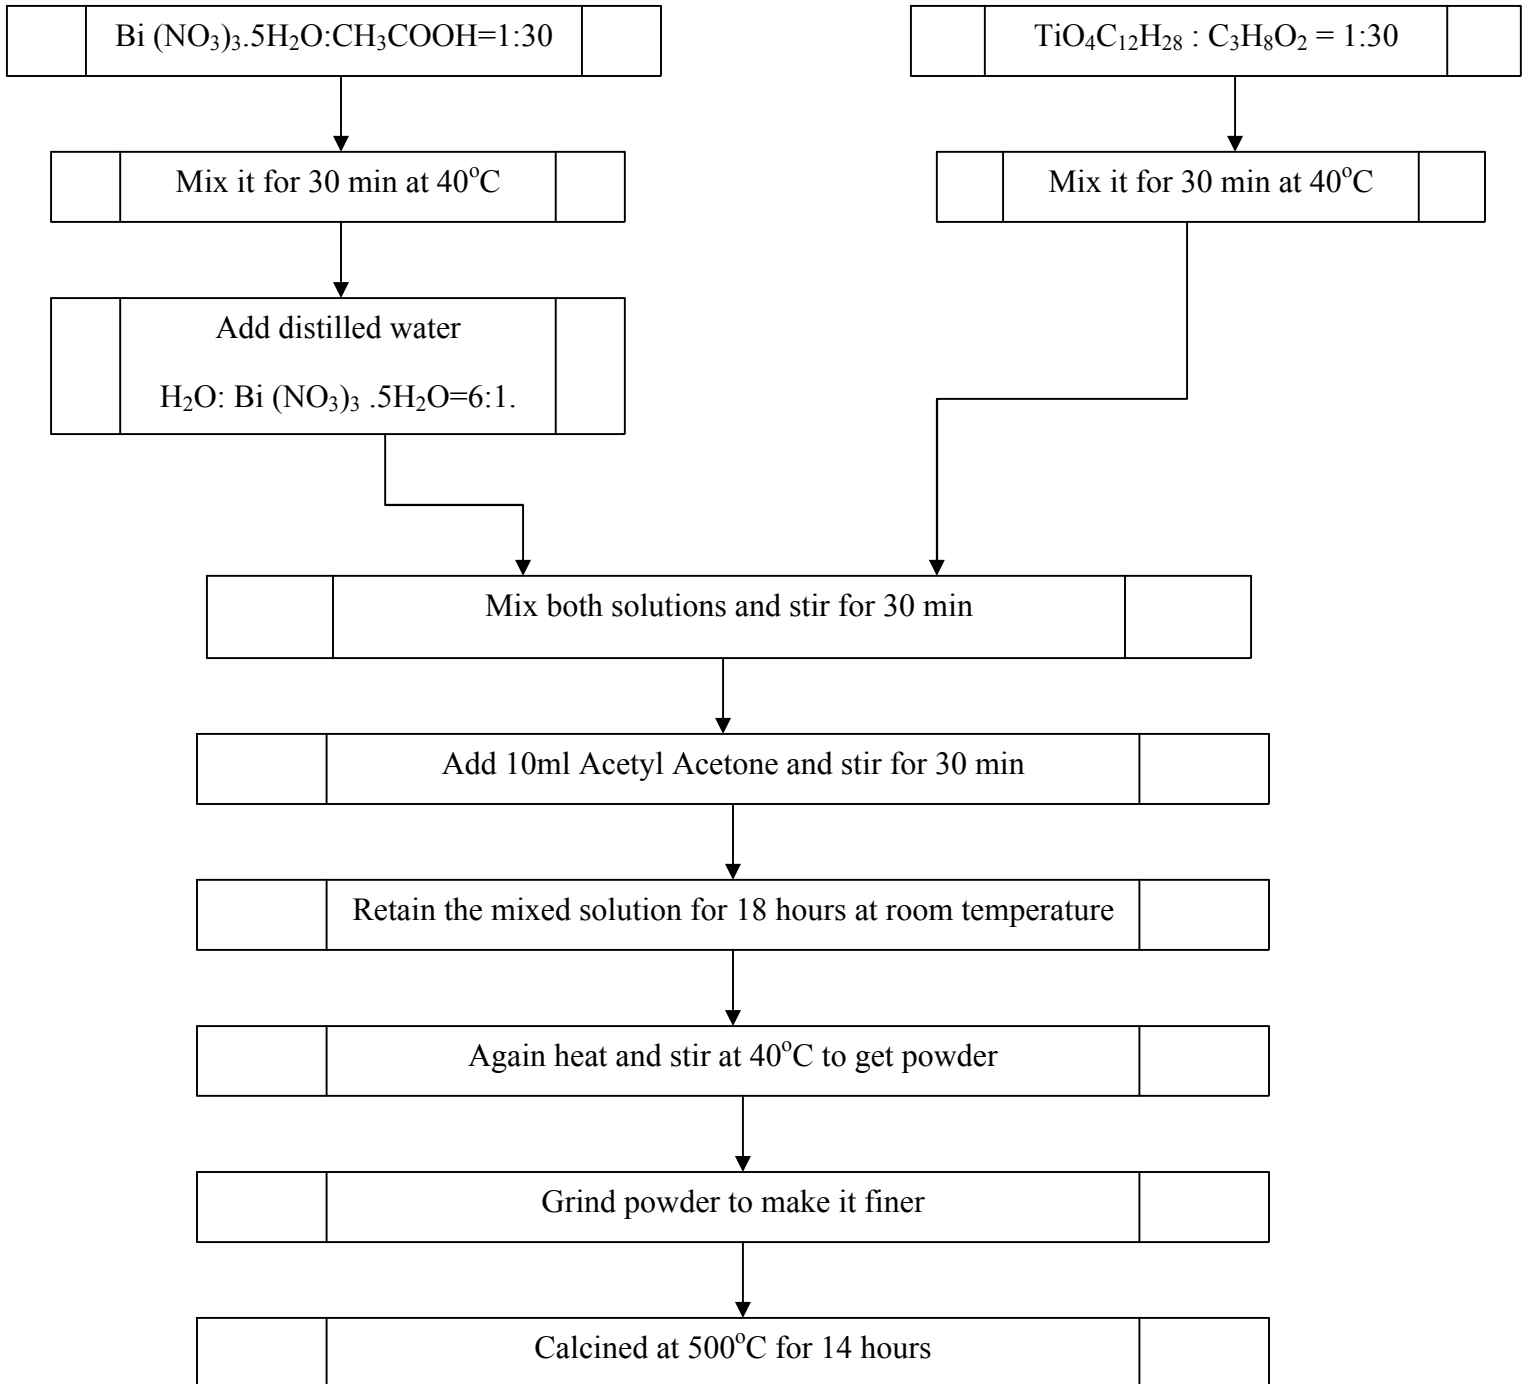 Bi (NO₃)₃.5H₂O:CH₃COOH=1:30
TiO₄C₁₂H₂₈ : C₃H₈O₂ = 1:30
Mix it for 30 min at 40°C
Mix it for 30 min at 40°C
Add distilled water
H₂O: Bi (NO₃)₃ .5H₂O=6:1.
Mix both solutions and stir for 30 min
Add 10ml Acetyl Acetone and stir for 30 min
Retain the mixed solution for 18 hours at room temperature
Again heat and stir at 40°C to get powder
Grind powder to make it finer
Calcined at 500°C for 14 hours